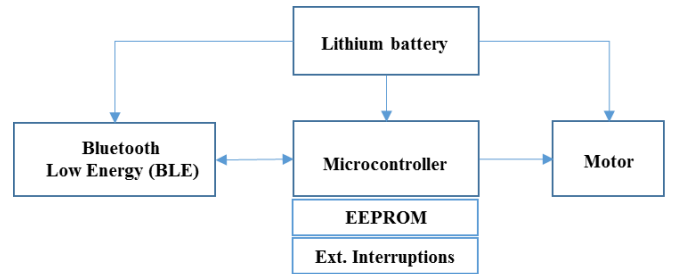 Lithium battery
Bluetooth
Low Energy (BLE)
Microcontroller
Motor
EEPROM
Ext. Interruptions